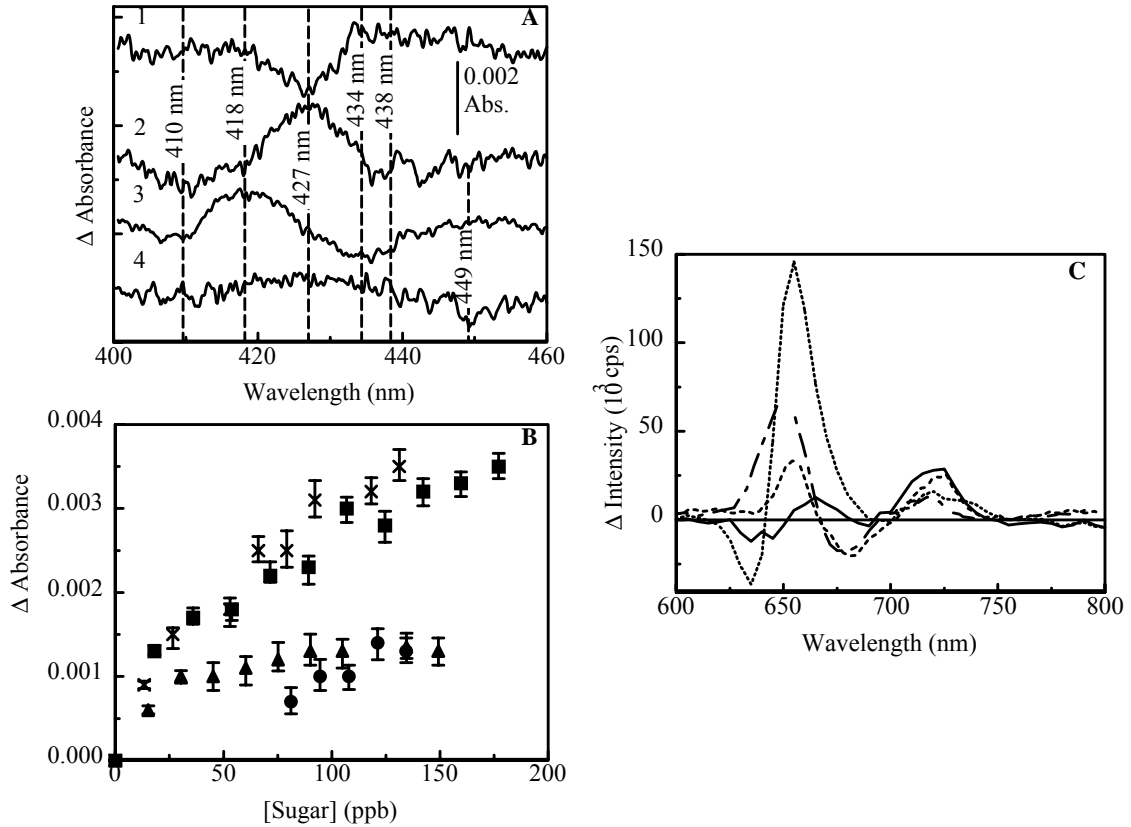 A
1
2
3
4
410 nm
418 nm
427 nm
434 nm
438 nm
449 nm
0.002
Abs.
Δ Absorbance
400
420
440
460
Wavelength (nm)
B
0.004
0.003
0.002
0.001
0.000
Δ Absorbance
0
50
100
150
200
[Sugar] (ppb)
C
150
100
50
0
Δ Intensity (10³ cps)
600
650
700
750
800
Wavelength (nm)